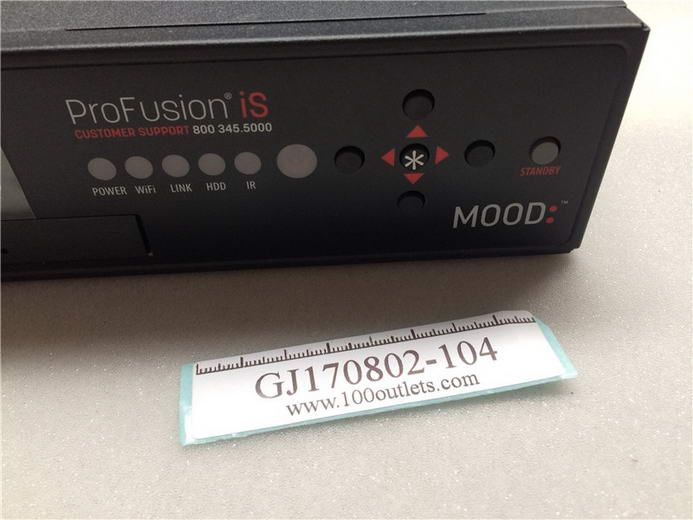 ProFusion® iS
CUSTOMER SUPPORT 800 345.5000
POWER WiFi LINK HDD IR
STANDBY
MOOD:™
GJ170802-104
www.100outlets.com